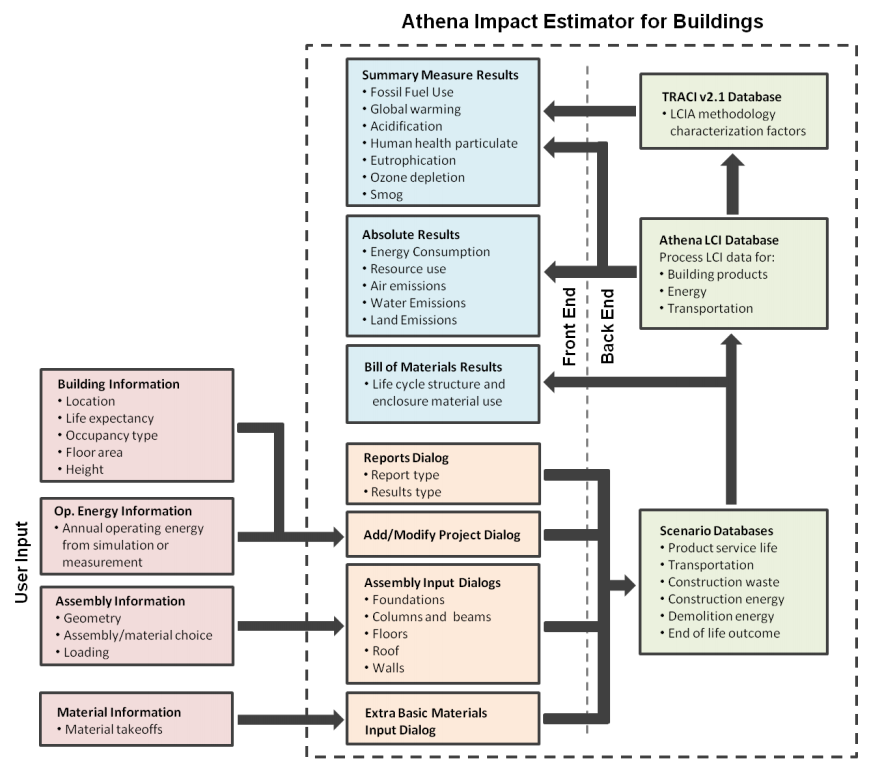 Athena Impact Estimator for Buildings
Summary Measure Results
• Fossil Fuel Use
• Global warming
• Acidification
• Human health particulate
• Eutrophication
• Ozone depletion
• Smog
TRACI v2.1 Database
• LCIA methodology
characterization factors
Absolute Results
• Energy Consumption
• Resource use
• Air emissions
• Water Emissions
• Land Emissions
Athena LCI Database
Process LCI data for:
• Building products
• Energy
• Transportation
Front End
Back End
Bill of Materials Results
• Life cycle structure and
enclosure material use
User Input
Building Information
• Location
• Life expectancy
• Occupancy type
• Floor area
• Height
Op. Energy Information
• Annual operating energy
from simulation or
measurement
Assembly Information
• Geometry
• Assembly/material choice
• Loading
Material Information
• Material takeoffs
Reports Dialog
• Report type
• Results type
Add/Modify Project Dialog
Assembly Input Dialogs
• Foundations
• Columns and beams
• Floors
• Roof
• Walls
Extra Basic Materials
Input Dialog
Scenario Databases
• Product service life
• Transportation
• Construction waste
• Construction energy
• Demolition energy
• End of life outcome